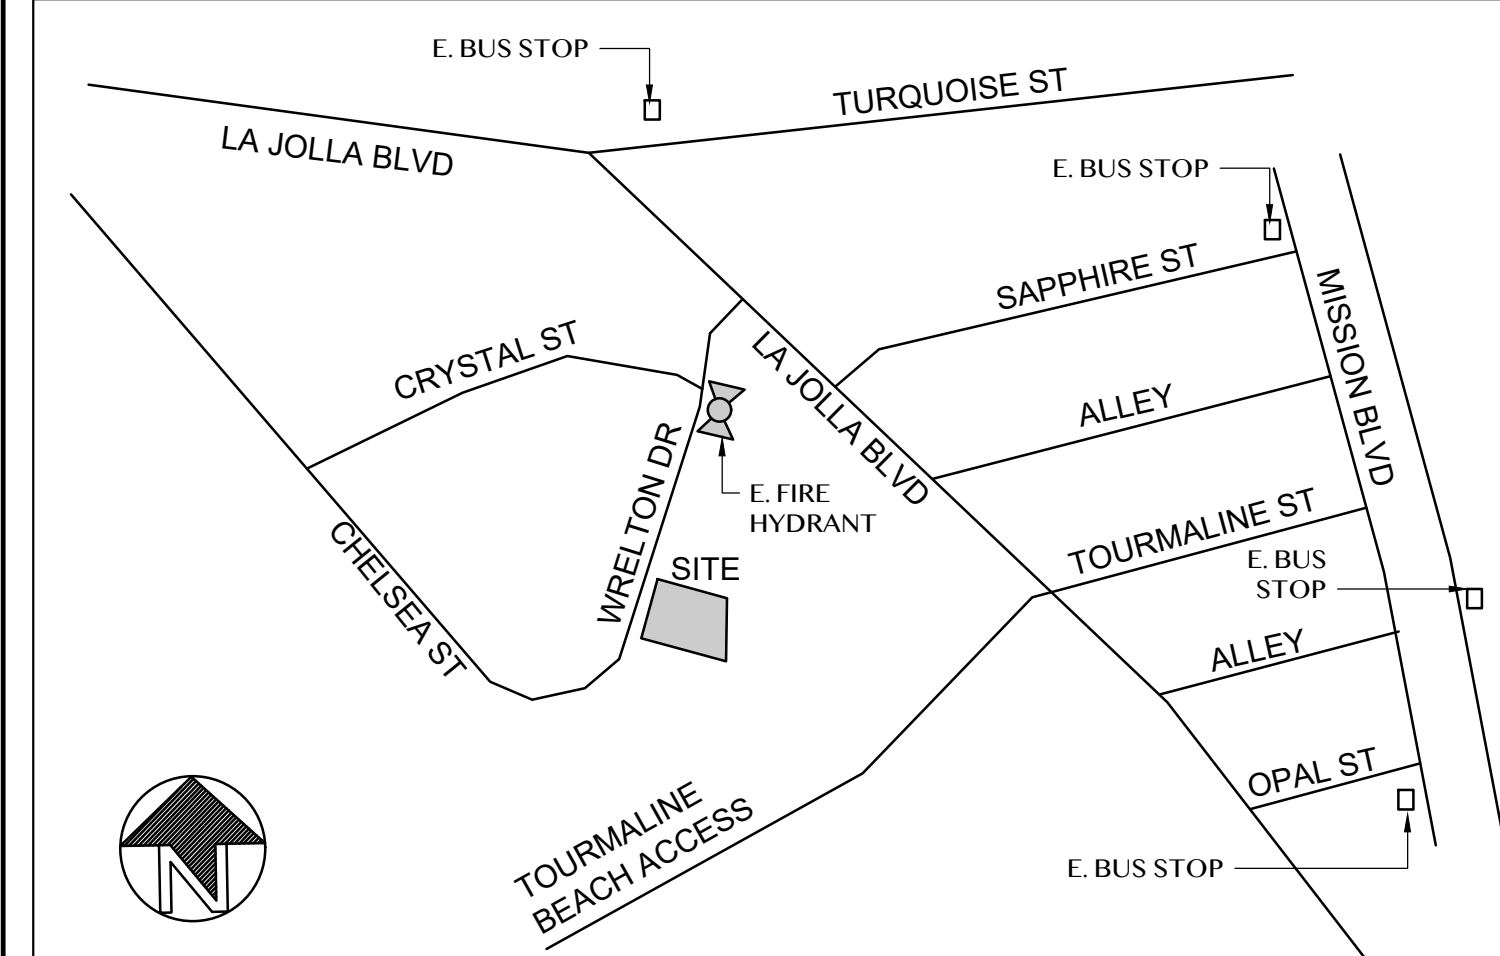 E. BUS STOP
TURQUOISE ST
LA JOLLA BLVD
E. BUS STOP
SAPPHIRE ST
MISSION BLVD
CRYSTAL ST
LA JOLLA BLVD
ALLEY
WRELTON DR
E. FIRE
HYDRANT
TOURMALINE ST
CHELSEA ST
SITE
E. BUS
STOP
ALLEY
OPAL ST
TOURMALINE
BEACH ACCESS
E. BUS STOP
N